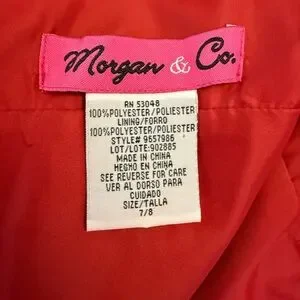 Morgan & Co.
RN 53048
100%POLYESTER/POLIESTER
LINING/FORRO
100%POLYESTER/POLIESTER
STYLE# 9657986
LOT/LOTE:902885
MADE IN CHINA
HECHO EN CHINA
SEE REVERSE FOR CARE
VER AL DORSO PARA
CUIDADO
SIZE/TALLA
7/8